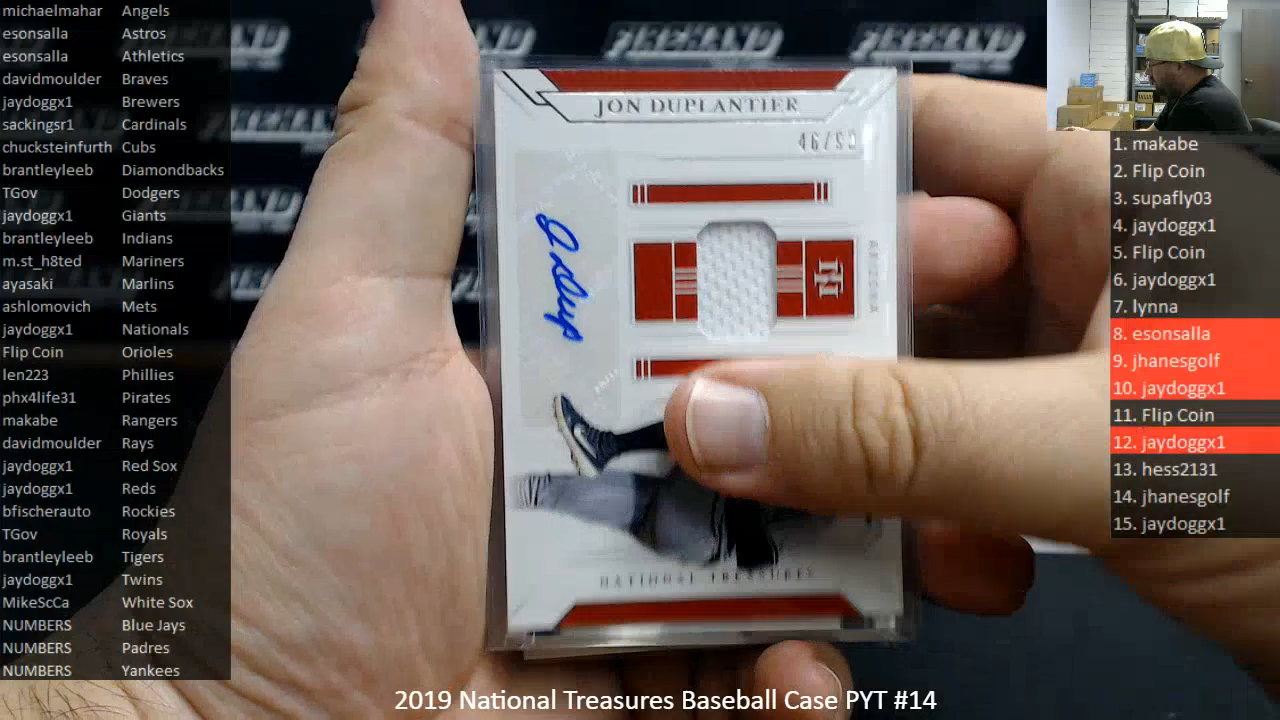 michaelmahar Angels
esonsalla Astros
esonsalla Athletics
davidmoulder Braves
jaydoggx1 Brewers
sackingsr1 Cardinals
chucksteinfurth Cubs
brantleyleeb Diamondbacks
TGov Dodgers
jaydoggx1 Giants
brantleyleeb Indians
m.st_h8ted Mariners
ayasaki Marlins
ashlomovich Mets
jaydoggx1 Nationals
Flip Coin Orioles
len223 Phillies
phx4life31 Pirates
makabe Rangers
davidmoulder Rays
jaydoggx1 Red Sox
jaydoggx1 Reds
bfischerauto Rockies
TGov Royals
brantleyleeb Tigers
jaydoggx1 Twins
MikeScCa White Sox
NUMBERS Blue Jays
NUMBERS Padres
NUMBERS Yankees
JON DUPLANTIER
NATIONAL TREASURES
1. makabe
2. Flip Coin
3. supafly03
4. jaydoggx1
5. Flip Coin
6. jaydoggx1
7. lynna
8. esonsalla
9. jhanesgolf
10. jaydoggx1
11. Flip Coin
12. jaydoggx1
13. hess2131
14. jhanesgolf
15. jaydoggx1
2019 National Treasures Baseball Case PYT #14